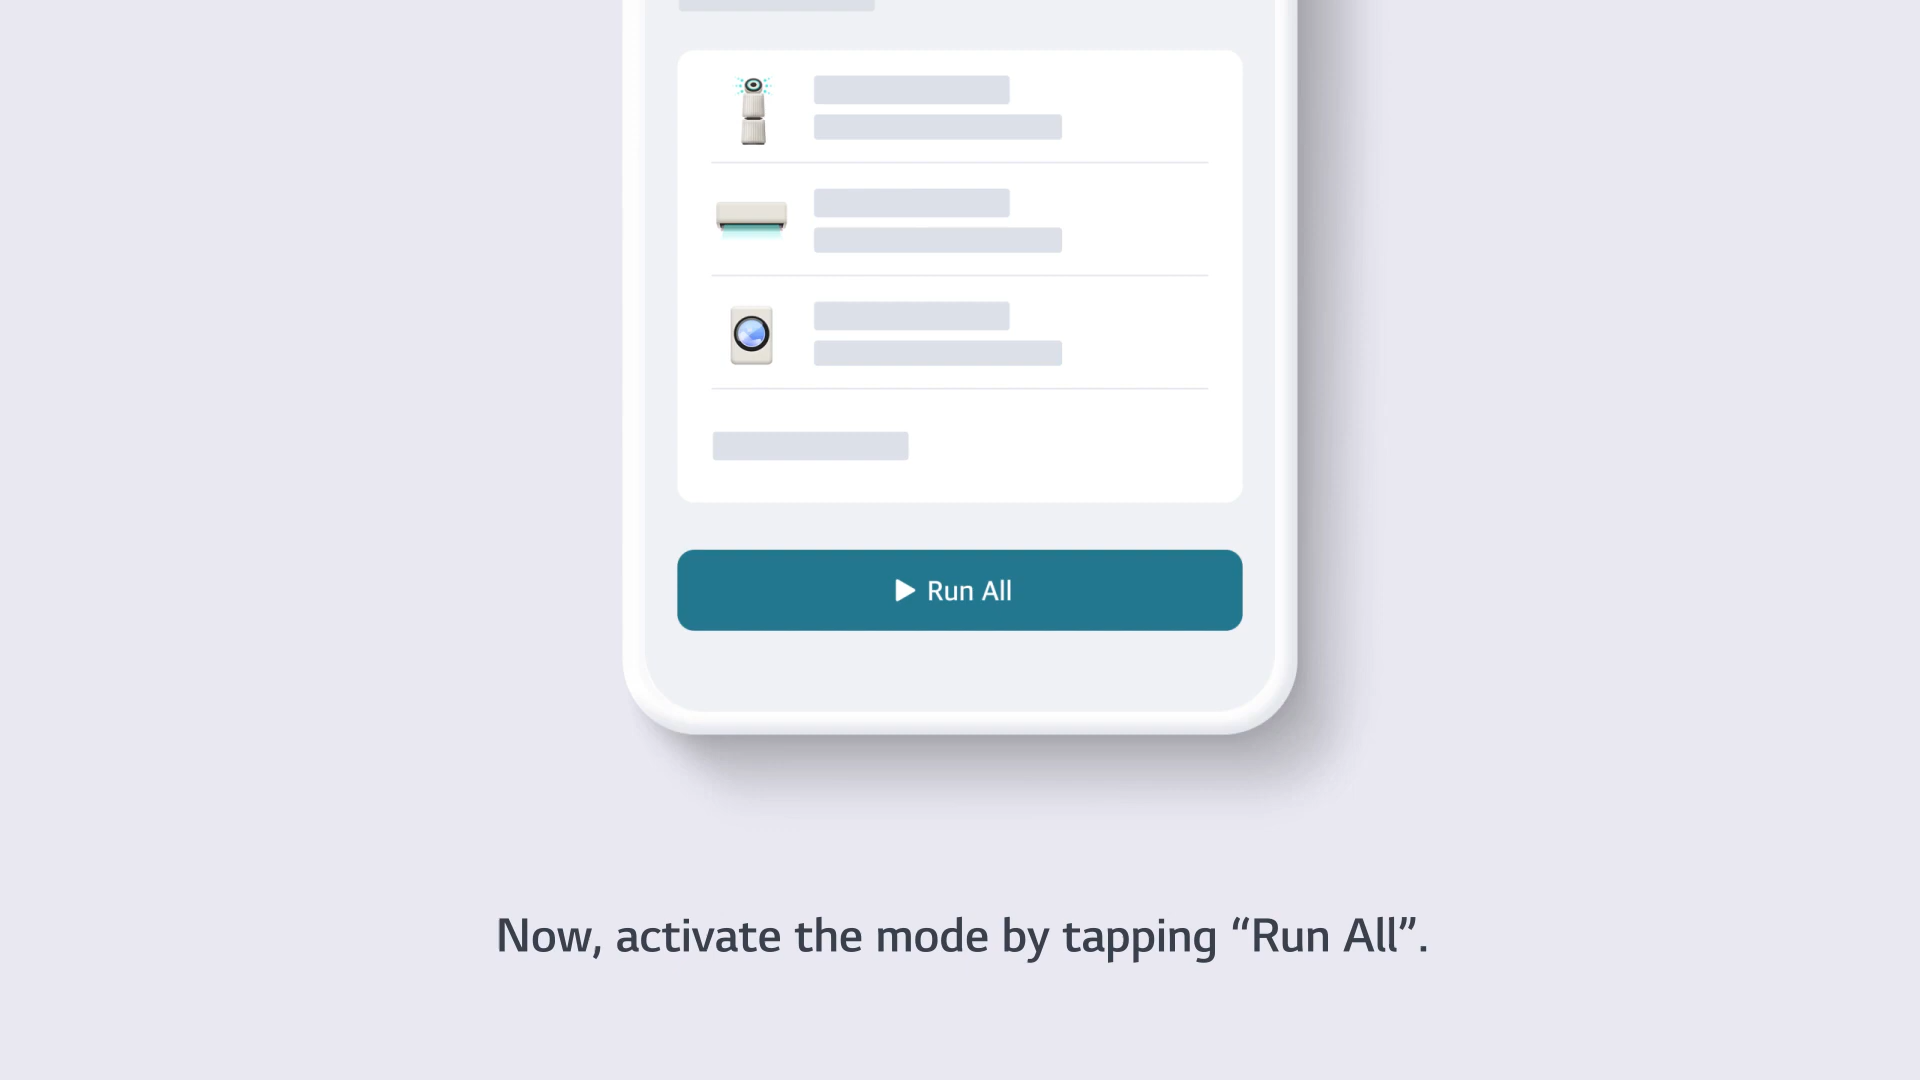 Run All
Now, activate the mode by tapping “Run All”.